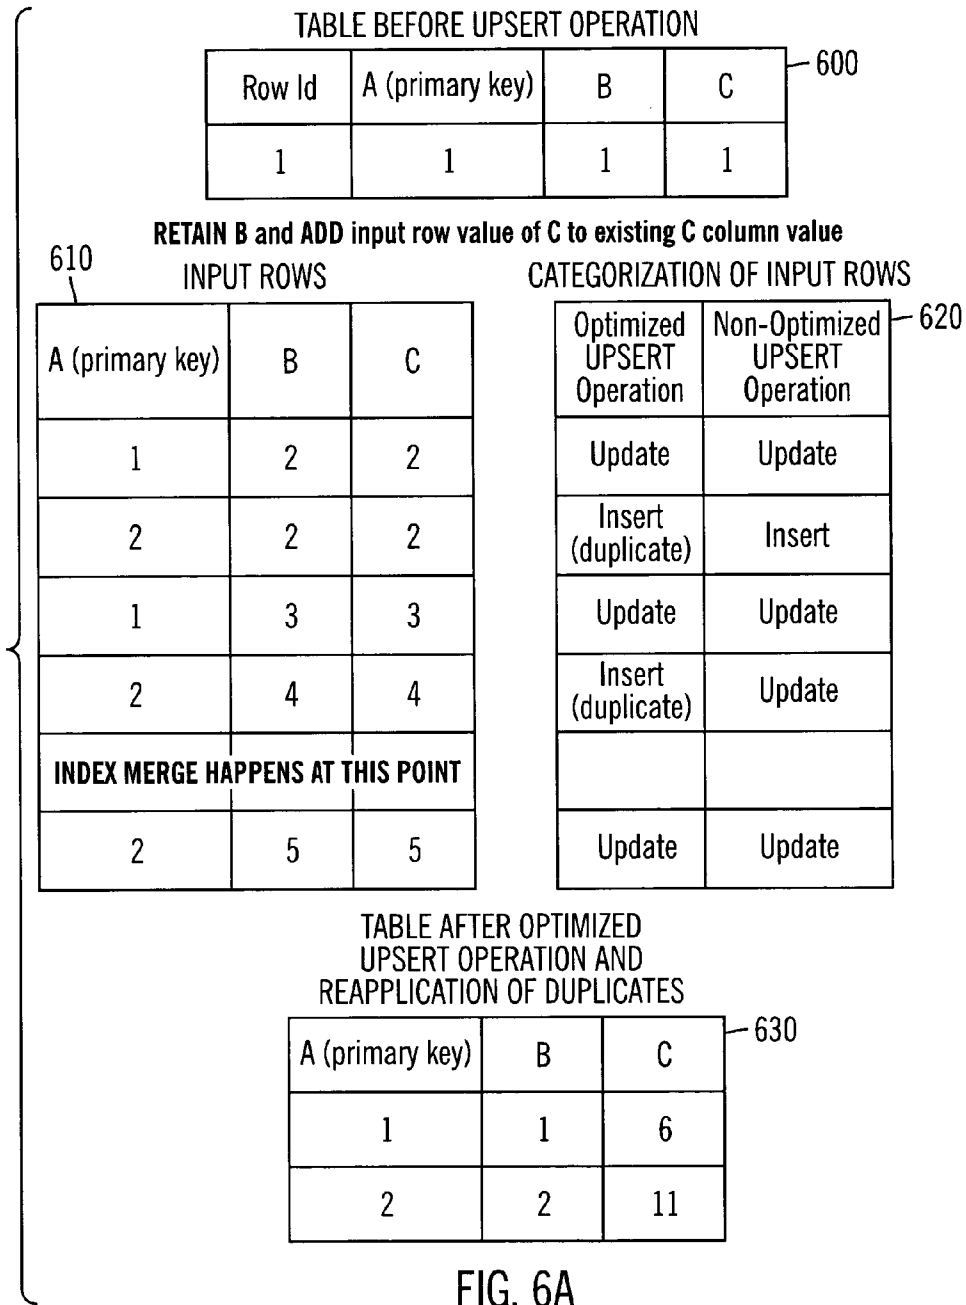 TABLE BEFORE UPSERT OPERATION
600
Row Id A (primary key) B C
1 1 1 1
RETAIN B and ADD input row value of C to existing C column value
610
INPUT ROWS
A (primary key) B C
1 2 2
2 2 2
1 3 3
2 4 4
INDEX MERGE HAPPENS AT THIS POINT
2 5 5
CATEGORIZATION OF INPUT ROWS
620
Optimized UPSERT Operation
Non-Optimized UPSERT Operation
Update Update
Insert (duplicate) Insert
Update Update
Insert (duplicate) Update
Update Update
TABLE AFTER OPTIMIZED
UPSERT OPERATION AND
REAPPLICATION OF DUPLICATES
630
A (primary key) B C
1 1 6
2 2 11
FIG. 6A